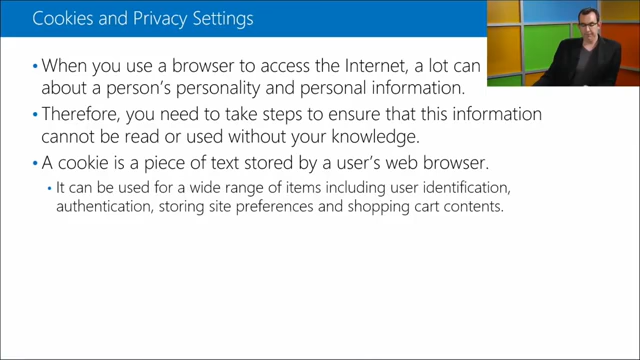 Cookies and Privacy Settings
• When you use a browser to access the Internet, a lot can
about a person's personality and personal information.
• Therefore, you need to take steps to ensure that this information
cannot be read or used without your knowledge.
• A cookie is a piece of text stored by a user's web browser.
• It can be used for a wide range of items including user identification,
authentication, storing site preferences and shopping cart contents.